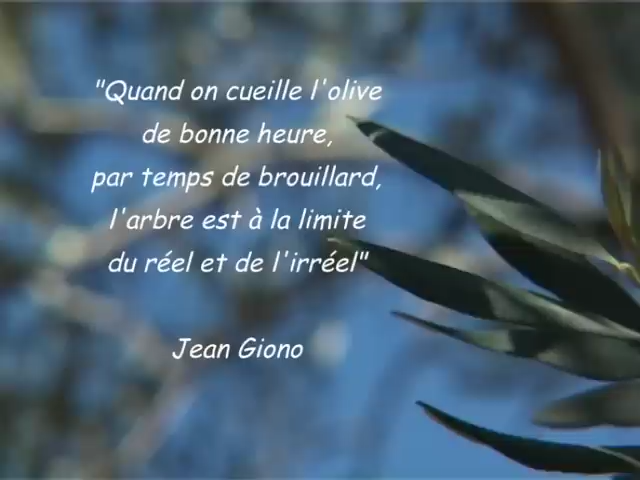 "Quand on cueille l'olive
de bonne heure,
par temps de brouillard,
l'arbre est à la limite
du réel et de l'irréel"
Jean Giono